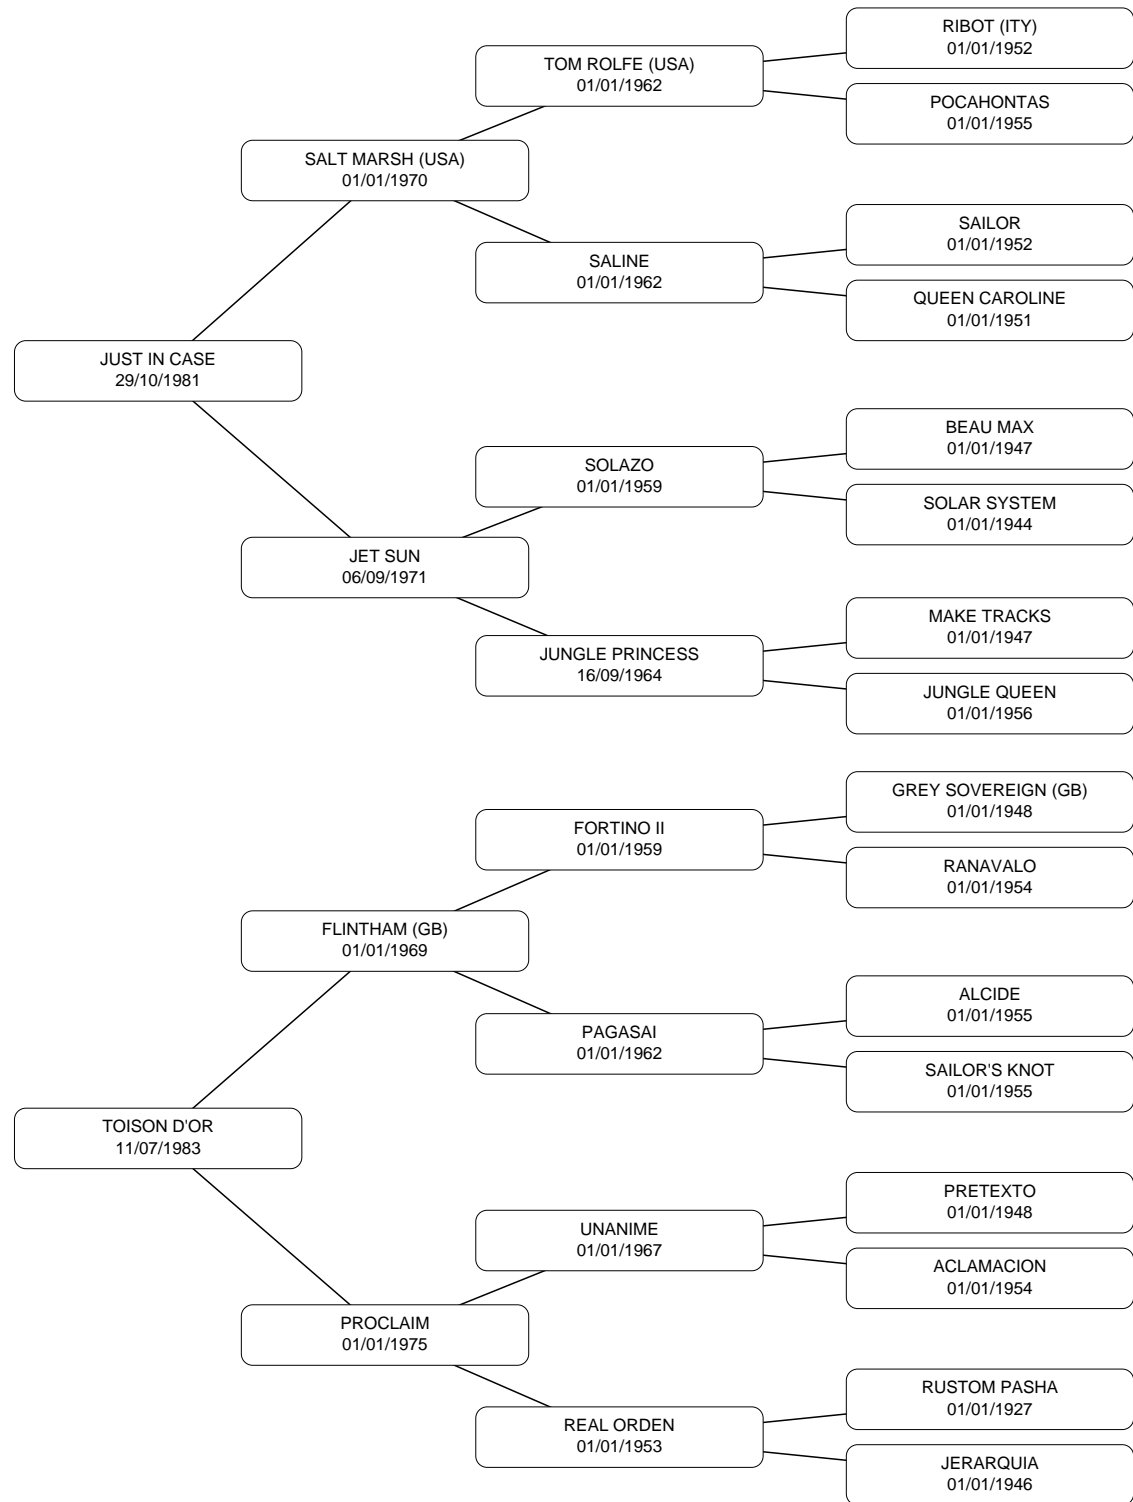 RIBOT (ITY)
01/01/1952
TOM ROLFE (USA)
01/01/1962
POCAHONTAS
01/01/1955
SALT MARSH (USA)
01/01/1970
SAILOR
01/01/1952
SALINE
01/01/1962
QUEEN CAROLINE
01/01/1951
JUST IN CASE
29/10/1981
BEAU MAX
01/01/1947
SOLAZO
01/01/1959
SOLAR SYSTEM
01/01/1944
JET SUN
06/09/1971
MAKE TRACKS
01/01/1947
JUNGLE PRINCESS
16/09/1964
JUNGLE QUEEN
01/01/1956
GREY SOVEREIGN (GB)
01/01/1948
FORTINO II
01/01/1959
RANAVALO
01/01/1954
FLINTHAM (GB)
01/01/1969
ALCIDE
01/01/1955
PAGASAI
01/01/1962
SAILOR'S KNOT
01/01/1955
TOISON D'OR
11/07/1983
PRETEXTO
01/01/1948
UNANIME
01/01/1967
ACLAMACION
01/01/1954
PROCLAIM
01/01/1975
RUSTOM PASHA
01/01/1927
REAL ORDEN
01/01/1953
JERARQUIA
01/01/1946